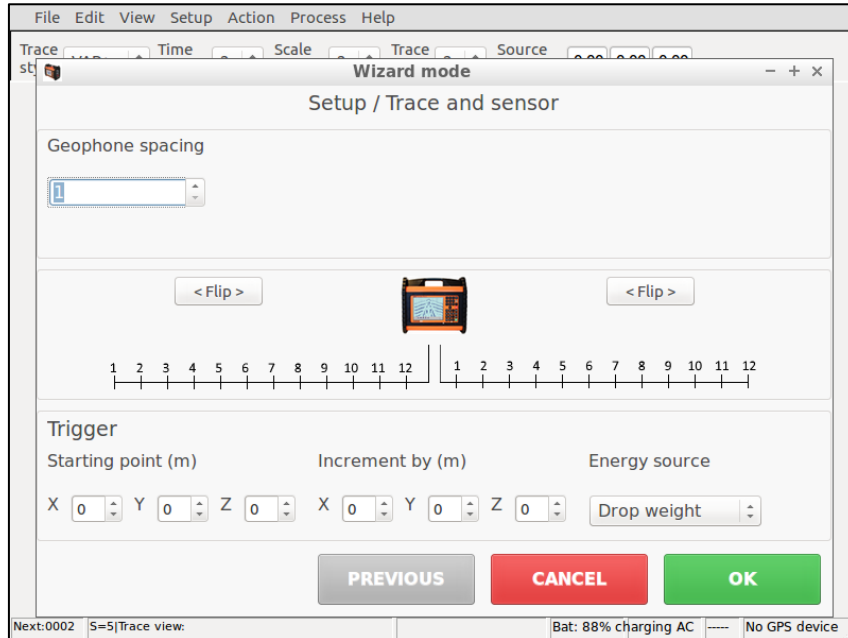 File Edit View Setup Action Process Help
Trace Time Scale Trace Source
Wizard mode
Setup / Trace and sensor
Geophone spacing
1
< Flip > < Flip >
1 2 3 4 5 6 7 8 9 10 11 12 1 2 3 4 5 6 7 8 9 10 11 12
Trigger
Starting point (m) Increment by (m) Energy source
X 0 Y 0 Z 0 X 0 Y 0 Z 0 Drop weight
PREVIOUS CANCEL OK
Next:0002 S=5|Trace view: Bat: 88% charging AC ----- No GPS device